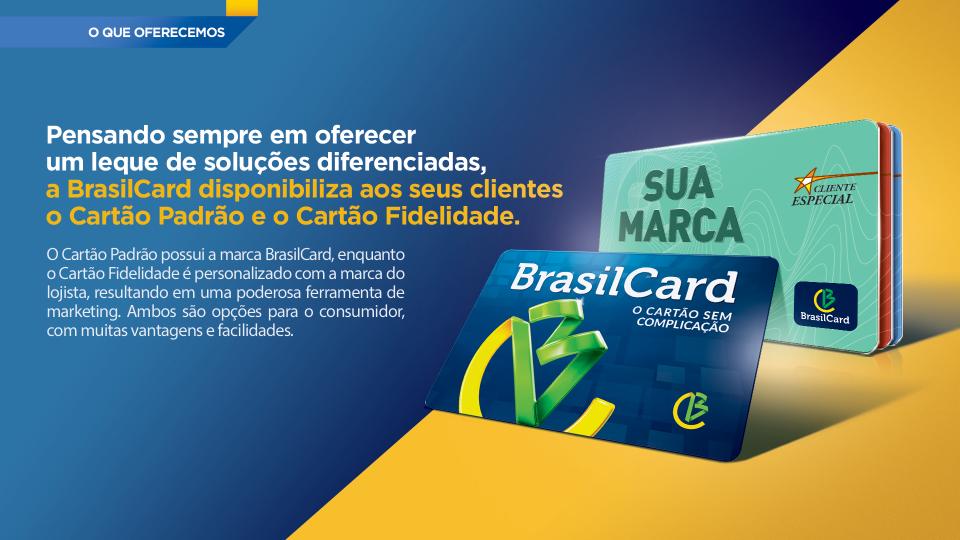 O QUE OFERECEMOS
Pensando sempre em oferecer
um leque de soluções diferenciadas,
a BrasilCard disponibiliza aos seus clientes
o Cartão Padrão e o Cartão Fidelidade.
O Cartão Padrão possui a marca BrasilCard, enquanto
o Cartão Fidelidade é personalizado com a marca do
lojista, resultando em uma poderosa ferramenta de
marketing. Ambos são opções para o consumidor,
com muitas vantagens e facilidades.
SUA
MARCA
CLIENTE
ESPECIAL
BrasilCard
BrasilCard
O CARTÃO SEM
COMPLICAÇÃO